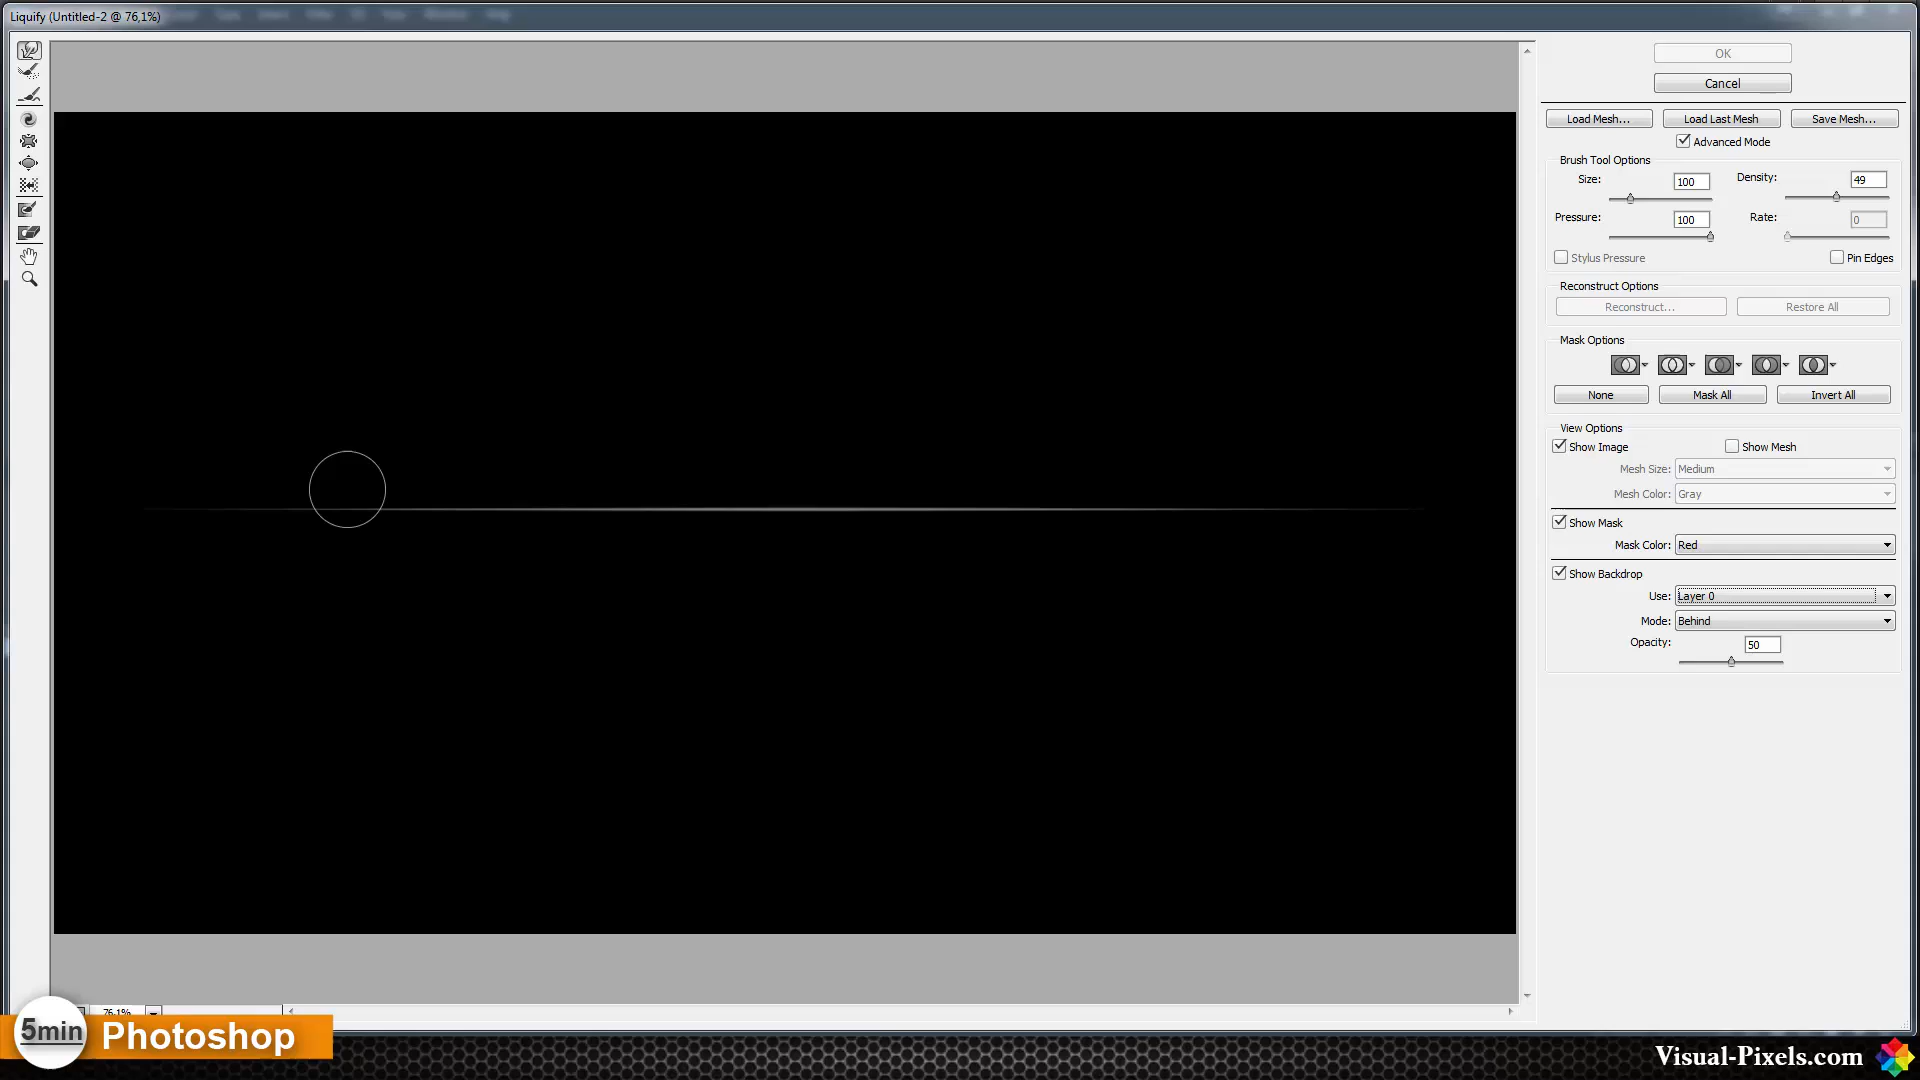 Liquify (Untitled-2 @ 76,1%)
OK
Cancel
Load Mesh...
Load Last Mesh
Save Mesh...
Advanced Mode
Brush Tool Options
Size: 100
Density: 49
Pressure: 100
Rate: 0
Stylus Pressure
Pin Edges
Reconstruct Options
Reconstruct...
Restore All
Mask Options
None
Mask All
Invert All
View Options
Show Image
Show Mesh
Mesh Size: Medium
Mesh Color: Gray
Show Mask
Mask Color: Red
Show Backdrop
Use: Layer 0
Mode: Behind
Opacity: 50
76,1%
5min Photoshop
Visual-Pixels.com